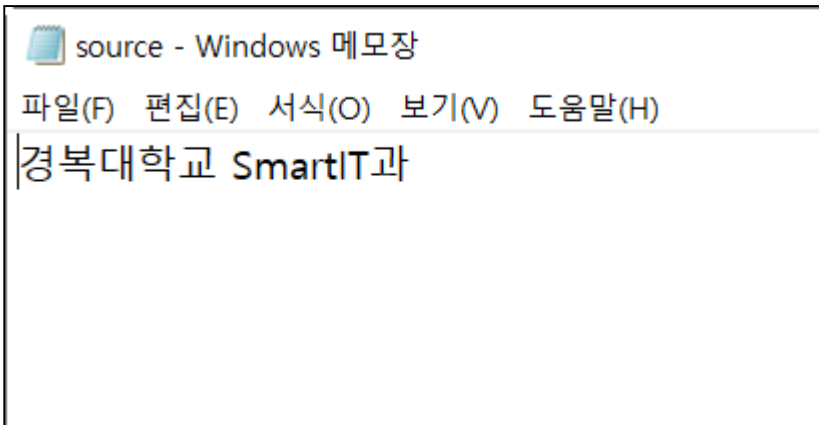 source - Windows 메모장
파일(F) 편집(E) 서식(O) 보기(V) 도움말(H)
경복대학교 SmartIT과